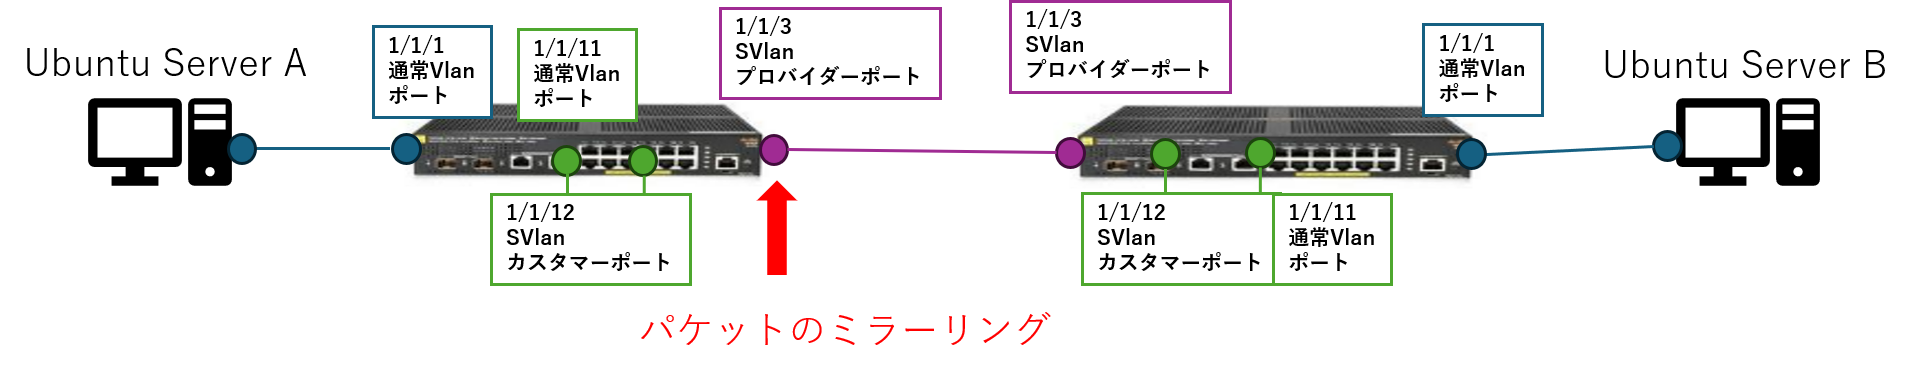 Ubuntu Server A
1/1/1
通常Vlan
ポート
1/1/11
通常Vlan
ポート
1/1/3
SVlan
プロバイダーポート
1/1/3
SVlan
プロバイダーポート
1/1/1
通常Vlan
ポート
Ubuntu Server B
1/1/12
SVlan
カスタマーポート
1/1/12
SVlan
カスタマーポート
1/1/11
通常Vlan
ポート
パケットのミラーリング